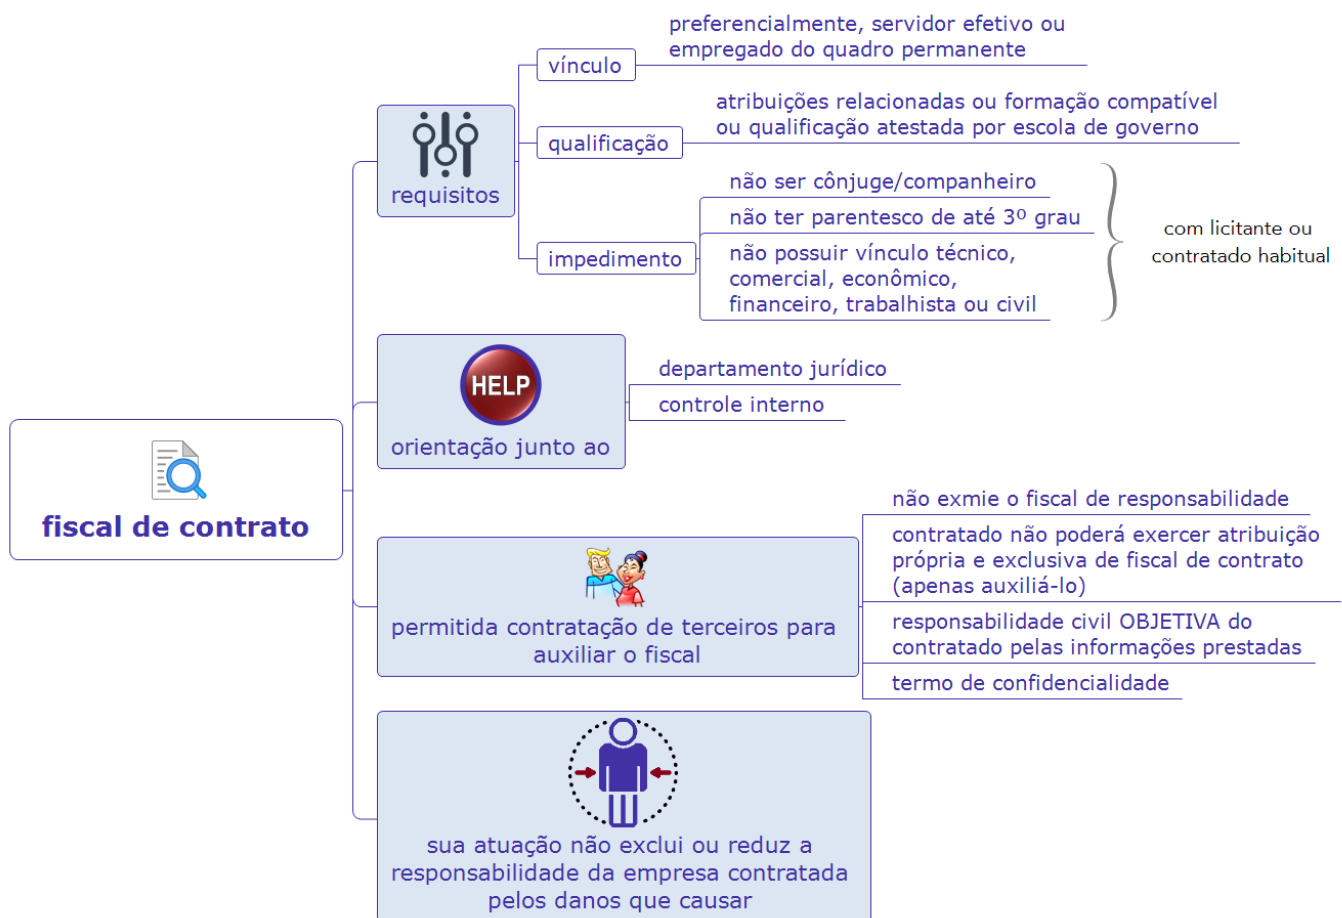 fiscal de contrato
requisitos
vínculo
preferencialmente, servidor efetivo ou
empregado do quadro permanente
qualificação
atribuições relacionadas ou formação compatível
ou qualificação atestada por escola de governo
impedimento
não ser cônjuge/companheiro
não ter parentesco de até 3º grau
não possuir vínculo técnico,
comercial, econômico,
financeiro, trabalhista ou civil
com licitante ou
contratado habitual
HELP
orientação junto ao
departamento jurídico
controle interno
permitida contratação de terceiros para
auxiliar o fiscal
não exmie o fiscal de responsabilidade
contratado não poderá exercer atribuição
própria e exclusiva de fiscal de contrato
(apenas auxiliá-lo)
responsabilidade civil OBJETIVA do
contratado pelas informações prestadas
termo de confidencialidade
sua atuação não exclui ou reduz a
responsabilidade da empresa contratada
pelos danos que causar